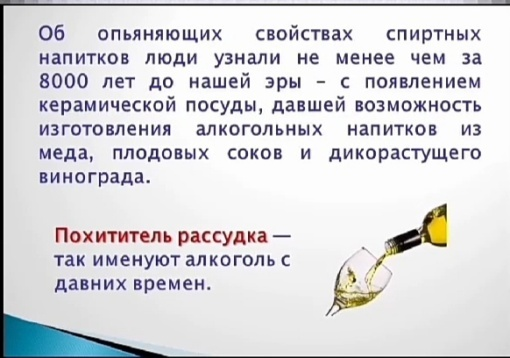 Об опьяняющих свойствах спиртных
напитков люди узнали не менее чем за
8000 лет до нашей эры – с появлением
керамической посуды, давшей возможность
изготовления алкогольных напитков из
меда, плодовых соков и дикорастущего
винограда.
Похититель рассудка —
так именуют алкоголь с
давних времен.